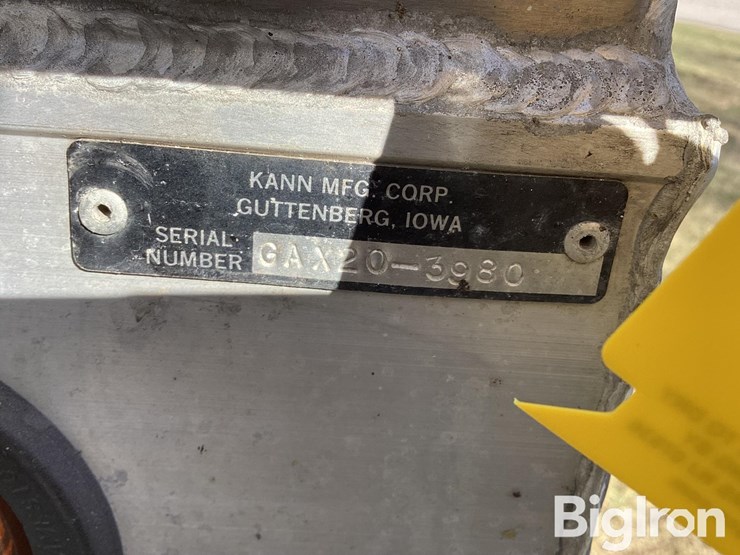 KANN MFG. CORP.
GUTTENBERG, IOWA
SERIAL
NUMBER GAX20-3980
BigIron